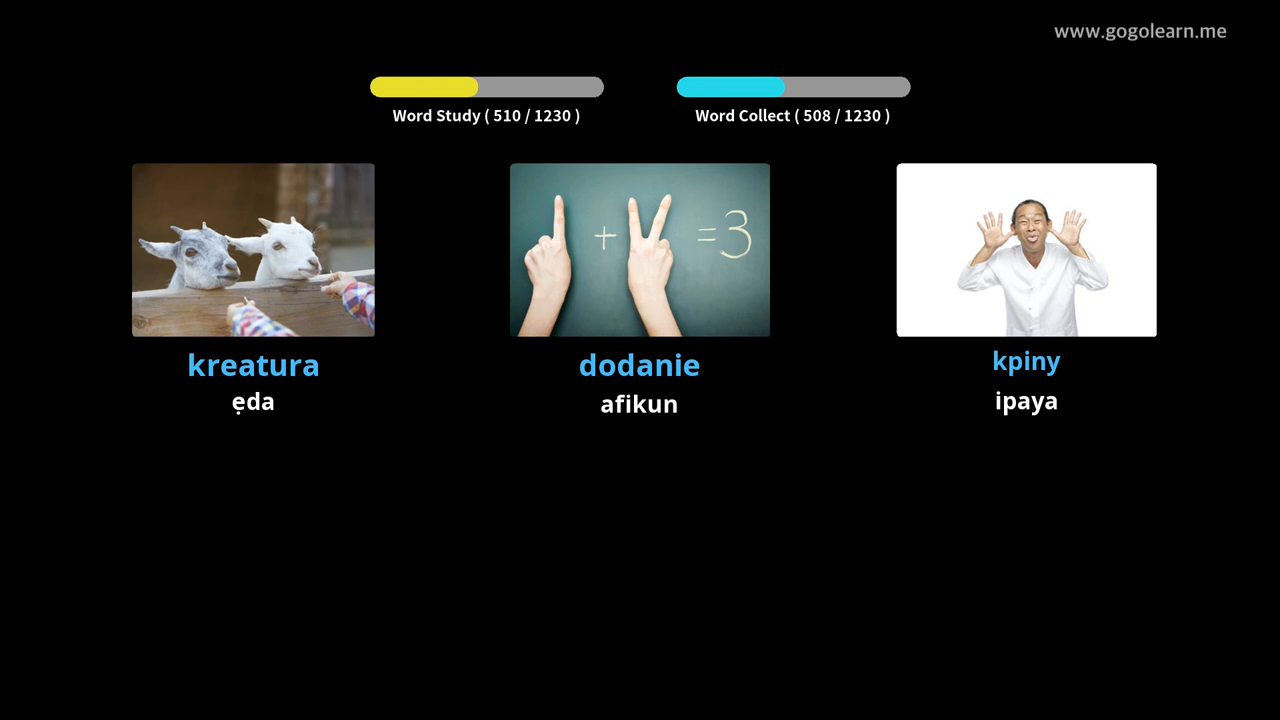 www.gogolearn.me
Word Study ( 510 / 1230 )
Word Collect ( 508 / 1230 )
+ =3
kreatura
ẹda
dodanie
afikun
kpiny
ipaya